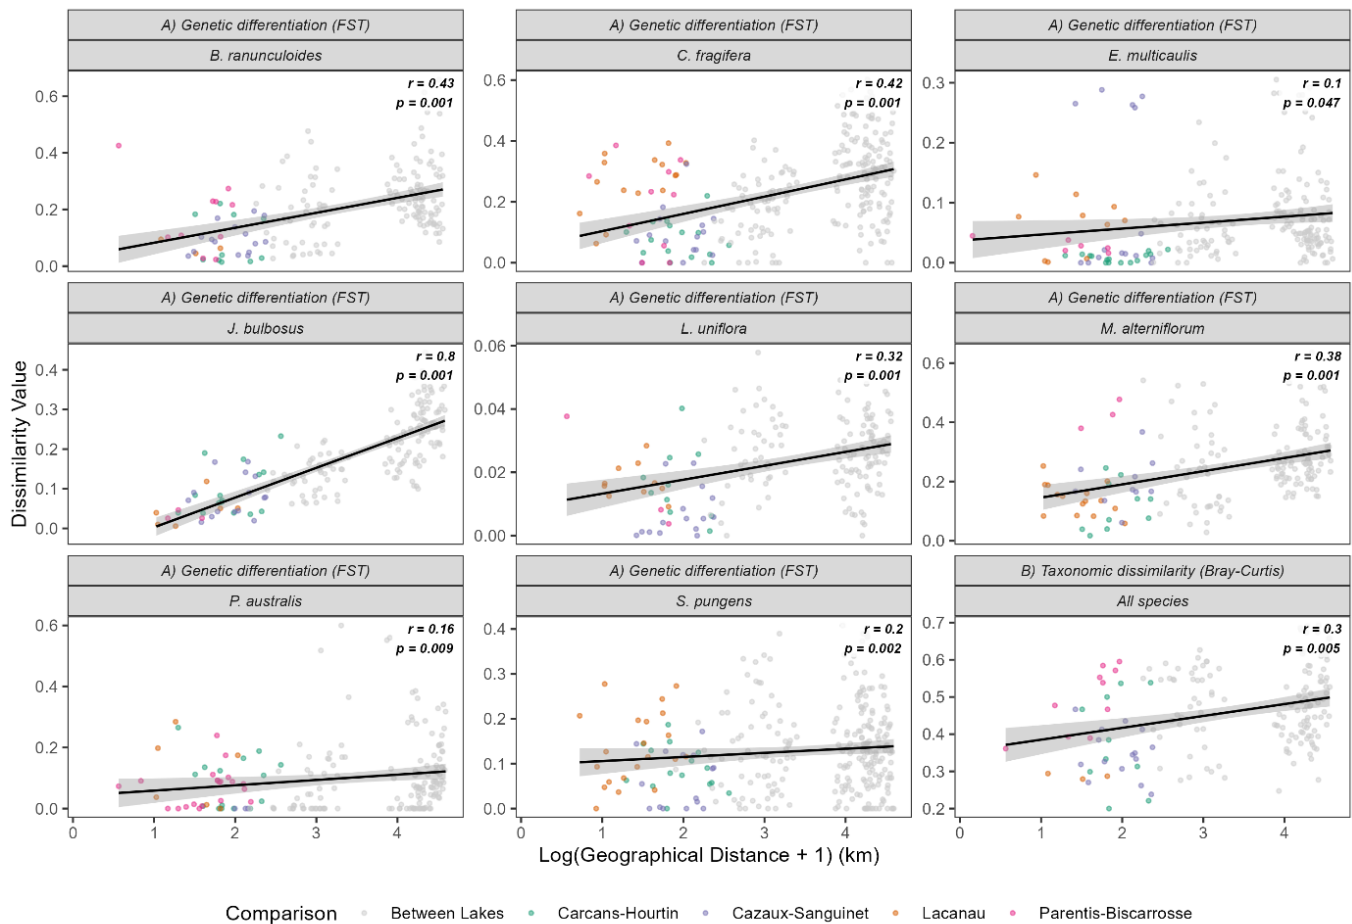 A) Genetic differentiation (FST)
B. ranunculoides
r = 0.43
p = 0.001
0.6
0.4
0.2
0.0
A) Genetic differentiation (FST)
C. fragifera
r = 0.42
p = 0.001
0.6
0.4
0.2
0.0
A) Genetic differentiation (FST)
E. multicaulis
r = 0.1
p = 0.047
0.3
0.2
0.1
0.0
A) Genetic differentiation (FST)
J. bulbosus
r = 0.8
p = 0.001
0.4
0.3
0.2
0.1
0.0
A) Genetic differentiation (FST)
L. uniflora
r = 0.32
p = 0.001
0.06
0.04
0.02
0.00
A) Genetic differentiation (FST)
M. alterniflorum
r = 0.38
p = 0.001
0.6
0.4
0.2
0.0
Dissimilarity Value
A) Genetic differentiation (FST)
P. australis
r = 0.16
p = 0.009
0.6
0.4
0.2
0.0
0 1 2 3 4
A) Genetic differentiation (FST)
S. pungens
r = 0.2
p = 0.002
0.4
0.3
0.2
0.1
0.0
0 1 2 3 4
B) Taxonomic dissimilarity (Bray-Curtis)
All species
r = 0.3
p = 0.005
0.7
0.6
0.5
0.4
0.3
0.2
0 1 2 3 4
Log(Geographical Distance + 1) (km)
Comparison Between Lakes Carcans-Hourtin Cazaux-Sanguinet Lacanau Parentis-Biscarrosse